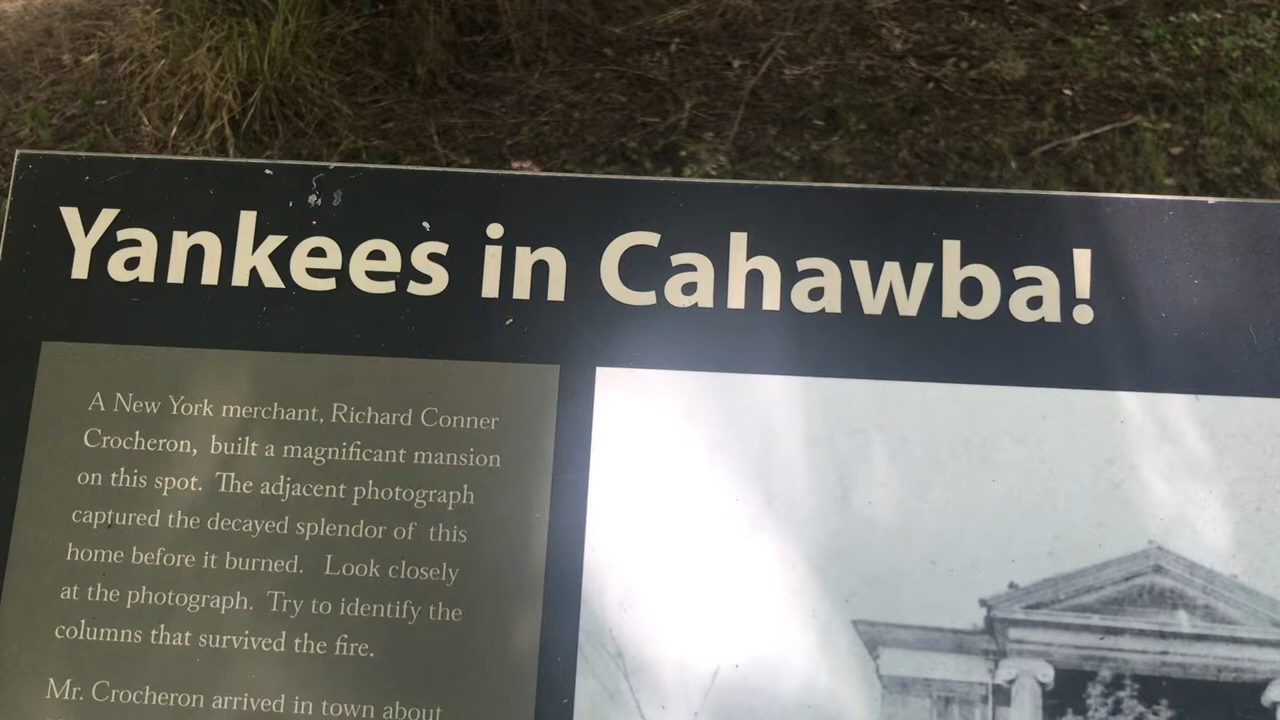 Yankees in Cahawba!
A New York merchant, Richard Conner
Crocheron, built a magnificant mansion
on this spot. The adjacent photograph
captured the decayed splendor of this
home before it burned. Look closely
at the photograph. Try to identify the
columns that survived the fire.
Mr. Crocheron arrived in town about